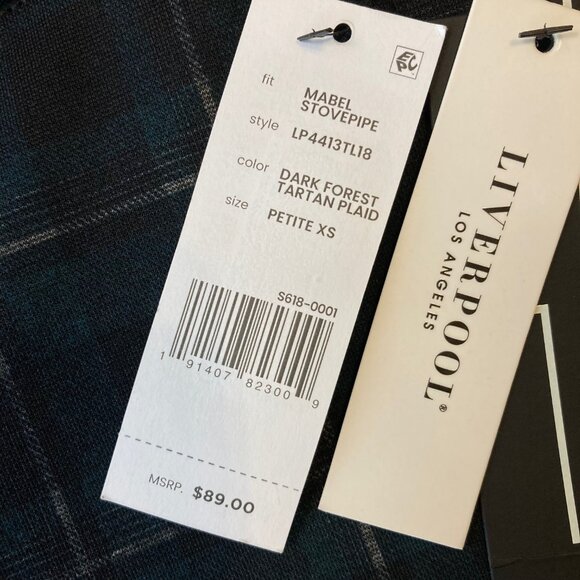 fit
MABEL
STOVEPIPE
style
LP4413TL18
color
DARK FOREST
TARTAN PLAID
size
PETITE XS
S618-0001
1 91407 82300 9
MSRP. $89.00
LIVERPOOL®
LOS ANGELES